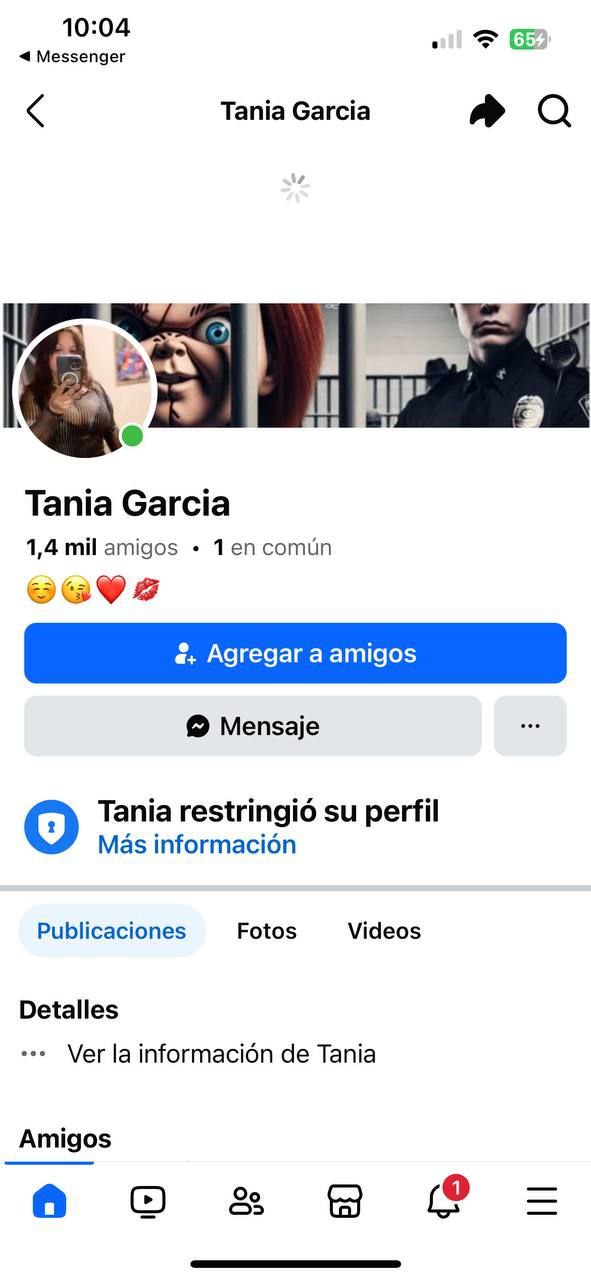 10:04
65
◀ Messenger
Tania Garcia
Tania Garcia
1,4 mil amigos • 1 en común
☺️😘❤️💋
Agregar a amigos
Mensaje
...
Tania restringió su perfil
Más información
Publicaciones
Fotos
Videos
Detalles
... Ver la información de Tania
Amigos
1